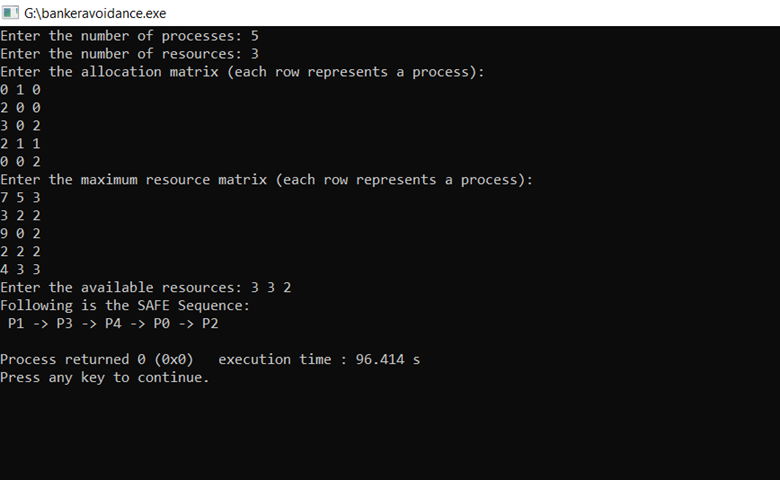 G:\bankeravoidance.exe
Enter the number of processes: 5
Enter the number of resources: 3
Enter the allocation matrix (each row represents a process):
0 1 0
2 0 0
3 0 2
2 1 1
0 0 2
Enter the maximum resource matrix (each row represents a process):
7 5 3
3 2 2
9 0 2
2 2 2
4 3 3
Enter the available resources: 3 3 2
Following is the SAFE Sequence:
 P1 -> P3 -> P4 -> P0 -> P2

Process returned 0 (0x0)   execution time : 96.414 s
Press any key to continue.